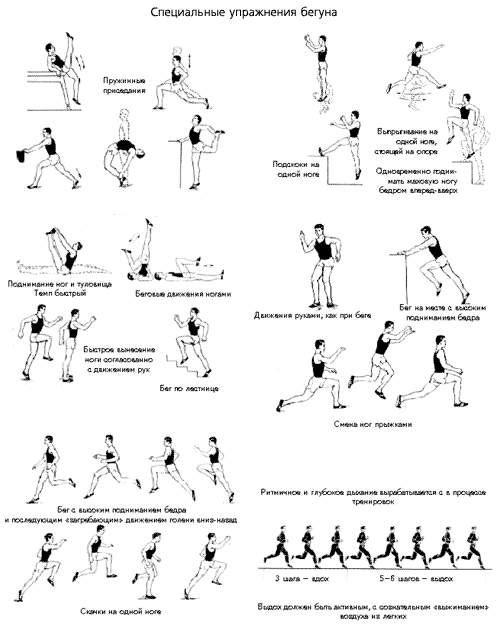 Специальные упражнения бегуна
Пружинные
приседания
Подскоки на
одной ноге
Выпрыгивание на
одной ноге,
стоящей на опоре
Одновременно подни-
мать маховую ногу
бедром вперед-вверх
Поднимание ног и туловища
Темп быстрый
Беговые движения ногами
Движения руками, как при беге
Бег на месте с высоким
подниманием бедра
Быстрое вынесение
ноги согласованно
с движением рук
Бег по лестнице
Смена ног прыжками
Бег с высоким подниманием бедра
и последующим «загребающим» движением голени вниз-назад
Скачки на одной ноге
Ритмичное и глубокое дыхание вырабатывается с в процессе
тренировок
3 шага – вдох
5–6 шагов – выдох
Выдох должен быть активным, с сознательным «выжиманием»
воздуха из легких